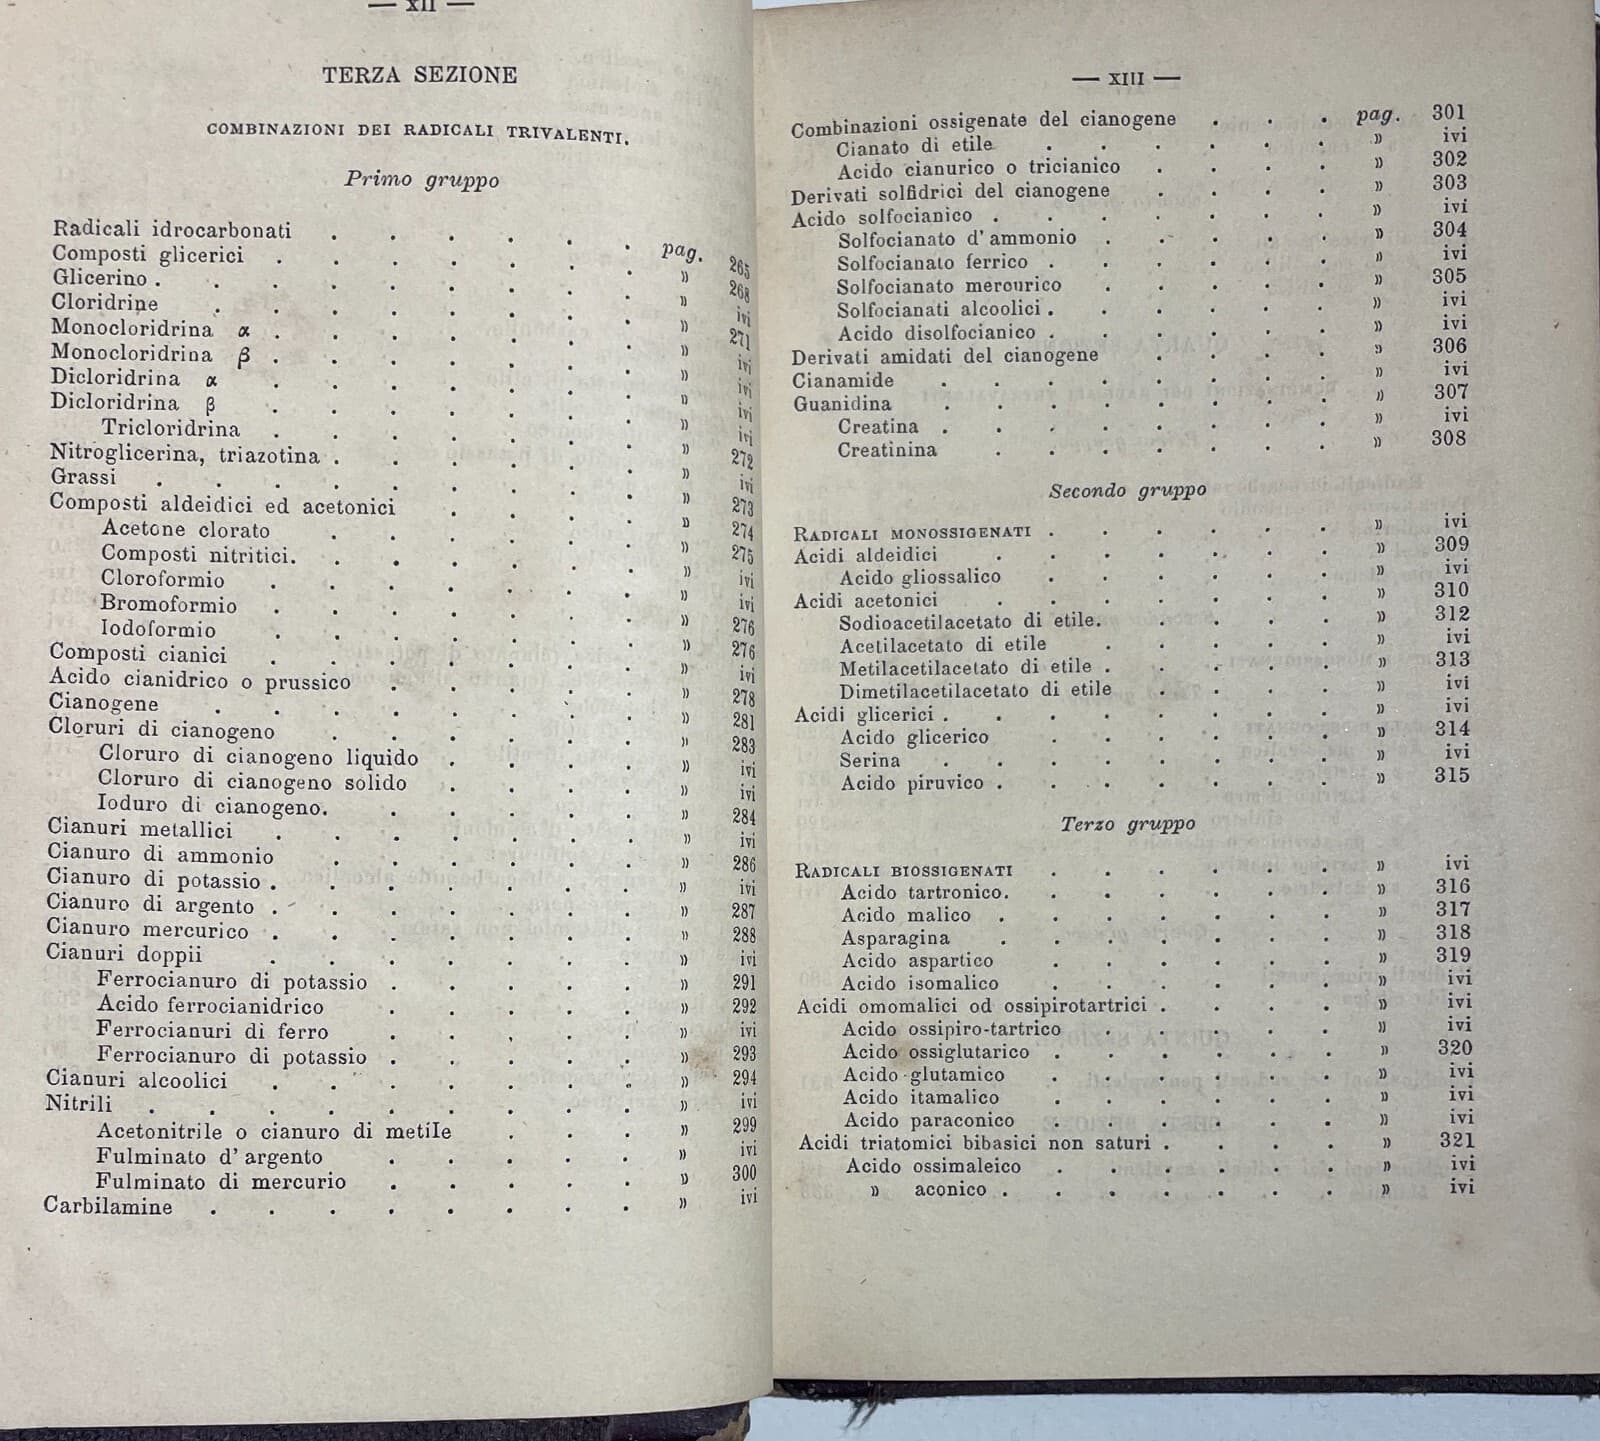 — XII —
TERZA SEZIONE
COMBINAZIONI DEI RADICALI TRIVALENTI.
Primo gruppo
Radicali idrocarbonati . . . . . . pag. 265
Composti glicerici . . . . . . . » 268
Glicerino . . . . . . . . . » ivi
Cloridrine . . . . . . . . » 271
Monocloridrina α . . . . . . . » ivi
Monocloridrina β . . . . . . . » ivi
Dicloridrina α . . . . . . . » ivi
Dicloridrina β . . . . . . . » ivi
Tricloridrina . . . . . . . » 272
Nitroglicerina, triazotina . . . . . . » ivi
Grassi . . . . . . . . . » 273
Composti aldeidici ed acetonici . . . . » 274
Acetone clorato . . . . . . » 275
Composti nitritici. . . . . . . » ivi
Cloroformio . . . . . . . » ivi
Bromoformio . . . . . . . » 276
Iodoformio . . . . . . . » 276
Composti cianici . . . . . . . » ivi
Acido cianidrico o prussico . . . . . » 278
Cianogene . . . . . . . . » 281
Cloruri di cianogeno . . . . . . » 283
Cloruro di cianogeno liquido . . . . » ivi
Cloruro di cianogeno solido . . . . » ivi
Ioduro di cianogeno. . . . . . » 284
Cianuri metallici . . . . . . . » ivi
Cianuro di ammonio . . . . . . » 286
Cianuro di potassio . . . . . . . » ivi
Cianuro di argento . . . . . . . » 287
Cianuro mercurico . . . . . . . » 288
Cianuri doppii . . . . . . . » ivi
Ferrocianuro di potassio . . . . . » 291
Acido ferrocianidrico . . . . . » 292
Ferrocianuri di ferro . . . . . » ivi
Ferrocianuro di potassio . . . . . » 293
Cianuri alcoolici . . . . . . . » 294
Nitrili . . . . . . . . . » ivi
Acetonitrile o cianuro di metile . . . » 299
Fulminato d' argento . . . . . » ivi
Fulminato di mercurio . . . . . » 300
Carbilamine . . . . . . . . » ivi
— XIII —
Combinazioni ossigenate del cianogene . . . pag. 301
Cianato di etile . . . . . . » ivi
Acido cianurico o tricianico . . . . » 302
Derivati solfidrici del cianogene . . . . » 303
Acido solfocianico . . . . . . . » ivi
Solfocianato d' ammonio . . . . . » 304
Solfocianato ferrico . . . . . . » ivi
Solfocianato mercurico . . . . . » 305
Solfocianati alcoolici . . . . . . » ivi
Acido disolfocianico . . . . . . » ivi
Derivati amidati del cianogene . . . . » 306
Cianamide . . . . . . . . » ivi
Guanidina . . . . . . . . » 307
Creatina . . . . . . . . » ivi
Creatinina . . . . . . . » 308
Secondo gruppo
RADICALI MONOSSIGENATI . . . . . . » ivi
Acidi aldeidici . . . . . . . » 309
Acido gliossalico . . . . . . » ivi
Acidi acetonici . . . . . . . » 310
Sodioacetilacetato di etile. . . . . » 312
Acetilacetato di etile . . . . . » ivi
Metilacetilacetato di etile . . . . . » 313
Dimetilacetilacetato di etile . . . . » ivi
Acidi glicerici . . . . . . . . » ivi
Acido glicerico . . . . . . » 314
Serina . . . . . . . . » ivi
Acido piruvico . . . . . . . » 315
Terzo gruppo
RADICALI BIOSSIGENATI . . . . . . » ivi
Acido tartronico. . . . . . . » 316
Acido malico . . . . . . . » 317
Asparagina . . . . . . . » 318
Acido aspartico . . . . . . » 319
Acido isomalico . . . . . . » ivi
Acidi omomalici od ossipirotartrici . . . . » ivi
Acido ossipiro-tartrico . . . . . » ivi
Acido ossiglutarico . . . . . . » 320
Acido glutamico . . . . . . » ivi
Acido itamalico . . . . . . » ivi
Acido paraconico . . . . . . » ivi
Acidi triatomici bibasici non saturi . . . . » 321
Acido ossimaleico . . . . . . » ivi
» aconico . . . . . . . » ivi